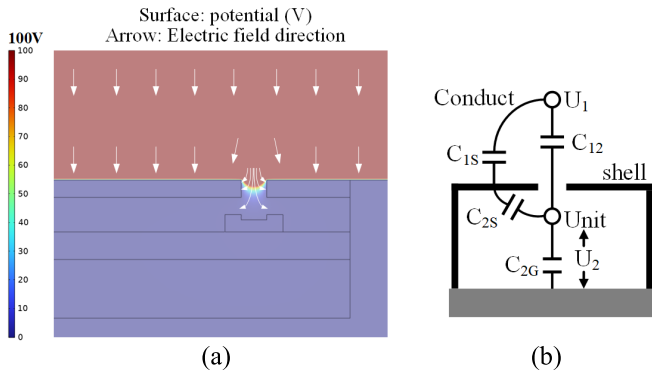 Surface: potential (V)
Arrow: Electric field direction
100V
100
90
80
70
60
50
40
30
20
10
0
(a)
Conduct
U1
C12
C1S
shell
C2S
Unit
U2
C2G
(b)